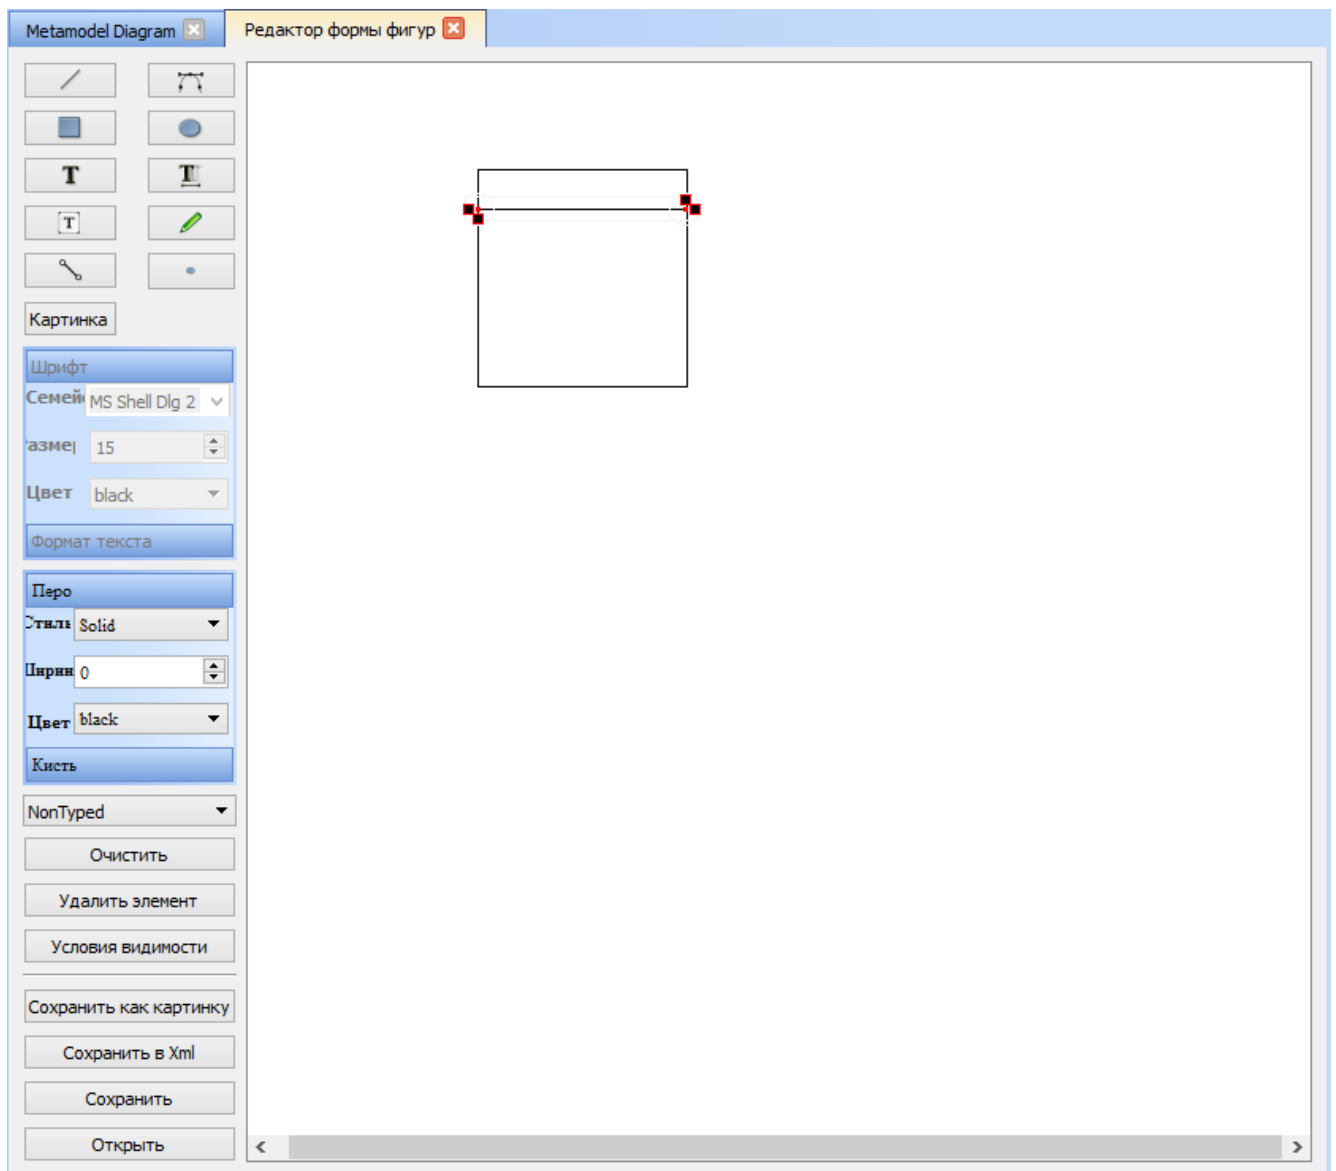 Metamodel Diagram
Редактор формы фигур
T
T
T
Картинка
Шрифт
MS Shell Dlg 2
15
Цвет black
Формат текста
Перо
Solid
0
Цвет black
Кисть
NonTyped
Очистить
Удалить элемент
Условия видимости
Сохранить как картинку
Сохранить в Xml
Сохранить
Открыть